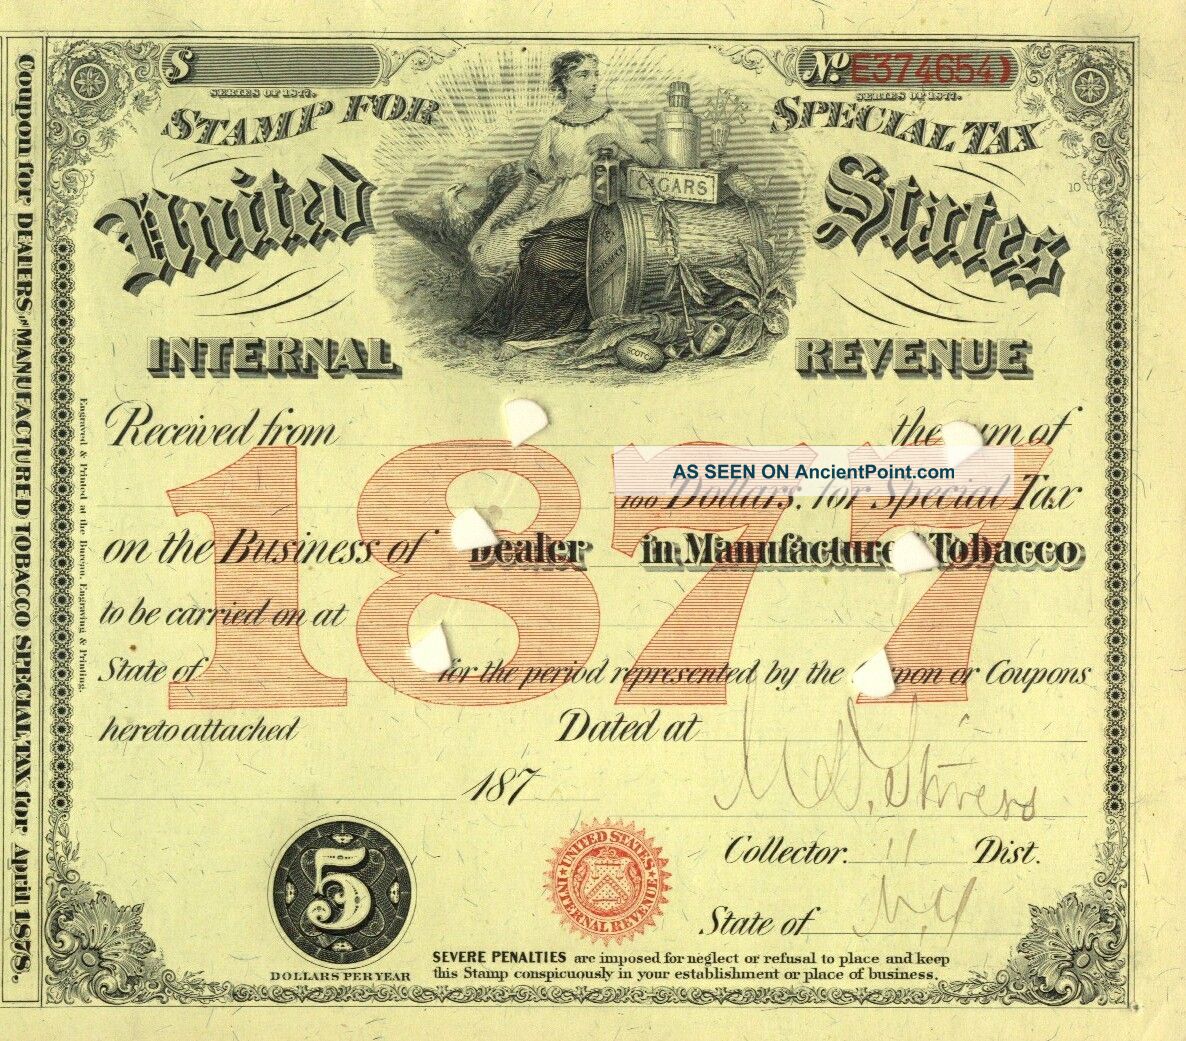 $
SERIES OF 1877.
No. E374654)
SERIES OF 1877.
STAMP FOR SPECIAL TAX
United States
INTERNAL REVENUE
10
CIGARS
SCOTCH
Received from the sum of
AS SEEN ON AncientPoint.com
100 Dollars, for Special Tax
on the Business of Dealer in Manufacture Tobacco
to be carried on at
State of for the period represented by the pon or Coupons
hereto attached Dated at
187
1877
Collector. 11 Dist.
State of N.Y
5
DOLLARS PER YEAR
UNITED STATES
INTERNAL REVENUE
SEVERE PENALTIES are imposed for neglect or refusal to place and keep
this Stamp conspicuously in your establishment or place of business.
Coupon for DEALERS IN MANUFACTURED TOBACCO SPECIAL TAX for April 1878.
Engraved & Printed at the Bureau, Engraving & Printing.